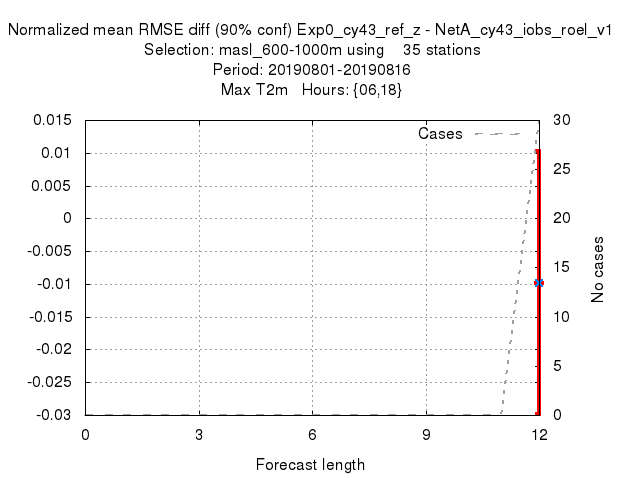 Normalized mean RMSE diff (90% conf) Exp0_cy43_ref_z - NetA_cy43_iobs_roel_v1
Selection: masl_600-1000m using 35 stations
Period: 20190801-20190816
Max T2m Hours: {06,18}
Cases
0.015
0.01
0.005
0
-0.005
-0.01
-0.015
-0.02
-0.025
-0.03
30
25
20
15
10
5
0
No cases
0 3 6 9 12
Forecast length